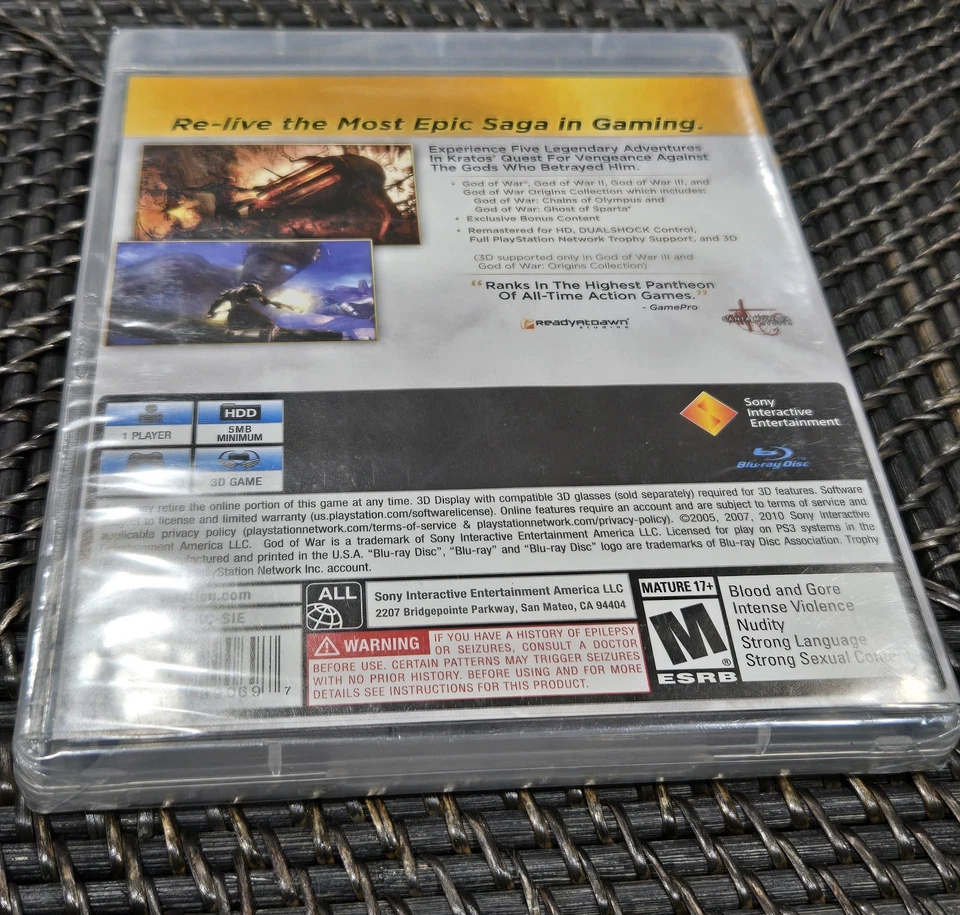 Re-live the Most Epic Saga in Gaming.
Experience Five Legendary Adventures
In Kratos' Quest For Vengeance Against
The Gods Who Betrayed Him.
• God of War®, God of War II, God of War III, and
God of War Origins Collection which includes:
God of War: Chains of Olympus and
God of War: Ghost of Sparta®
• Exclusive Bonus Content
• Remastered for HD, DUALSHOCK Control,
Full PlayStation Network Trophy Support, and 3D
(3D supported only in God of War III and
God of War: Origins Collection)
“Ranks In The Highest Pantheon
Of All-Time Action Games.”
- GamePro
READYATDAWN
STUDIOS
1 PLAYER
HDD
5MB
MINIMUM
3D GAME
Sony
Interactive
Entertainment
Blu-ray Disc
may retire the online portion of this game at any time. 3D Display with compatible 3D glasses (sold separately) required for 3D features. Software
to license and limited warranty (us.playstation.com/softwarelicense). Online features require an account and are subject to terms of service and
applicable privacy policy (playstationnetwork.com/terms-of-service & playstationnetwork.com/privacy-policy). ©2005, 2007, 2010 Sony Interactive
Entertainment America LLC. God of War is a trademark of Sony Interactive Entertainment America LLC. Licensed for play on PS3 systems in the
and printed in the U.S.A. “Blu-ray Disc”, “Blu-ray” and “Blu-ray Disc” logo are trademarks of Blu-ray Disc Association. Trophy
PlayStation Network Inc. account.
ALL
Sony Interactive Entertainment America LLC
2207 Bridgepointe Parkway, San Mateo, CA 94404
WARNING IF YOU HAVE A HISTORY OF EPILEPSY
OR SEIZURES, CONSULT A DOCTOR
BEFORE USE. CERTAIN PATTERNS MAY TRIGGER SEIZURES
WITH NO PRIOR HISTORY. BEFORE USING AND FOR MORE
DETAILS SEE INSTRUCTIONS FOR THIS PRODUCT.
MATURE 17+
M
®
ESRB
Blood and Gore
Intense Violence
Nudity
Strong Language
Strong Sexual
-SIE
069 7